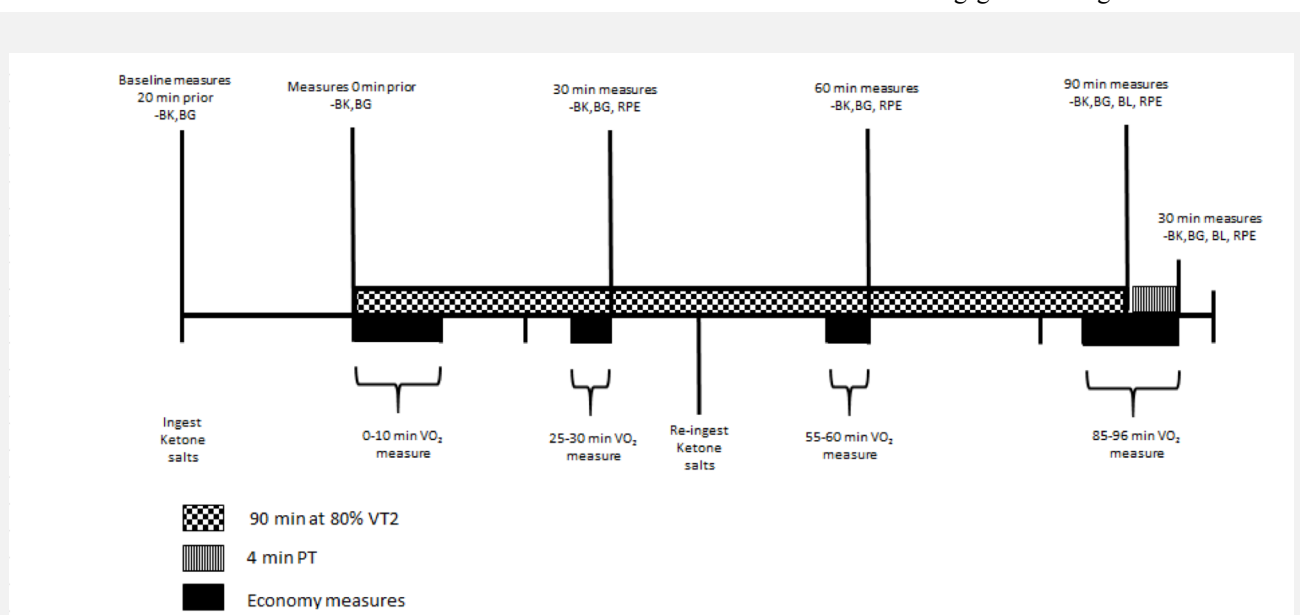 Baseline measures
20 min prior
-BK,BG
Measures 0min prior
-BK,BG
30 min measures
-BK,BG, RPE
60 min measures
-BK,BG, RPE
90 min measures
-BK,BG, BL, RPE
30 min measures
-BK,BG, BL, RPE
Ingest
Ketone
salts
0-10 min VO₂
measure
25-30 min VO₂
measure
Re-ingest
Ketone
salts
55-60 min VO₂
measure
85-96 min VO₂
measure
90 min at 80% VT2
4 min PT
Economy measures